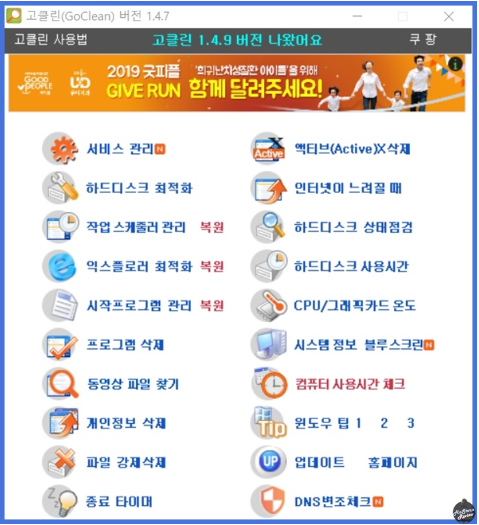 고클린(GoClean) 버전 1.4.7
고클린 사용법 고클린 1.4.9 버전 나왔어요 쿠 팡
GOOD PEOPLE UD 2019 굿피플 '희귀난치성질환 아이들'을 위해
GIVE RUN 함께 달려주세요!
서비스 관리 N
액티브(Active)X삭제
Active
하드디스크 최적화
인터넷이 느려질 때
작업 스케줄러 관리 복원
하드디스크 상태점검
익스플로러 최적화 복원
하드디스크 사용시간
시작프로그램 관리 복원
CPU/그래픽카드 온도
프로그램 삭제
시스템 정보 블루스크린 N
동영상 파일 찾기
컴퓨터 사용시간 체크
개인정보 삭제
Tip
윈도우 팁 1 2 3
파일 강제삭제
UP
업데이트 홈페이지
종료 타이머
DNS변조체크 N